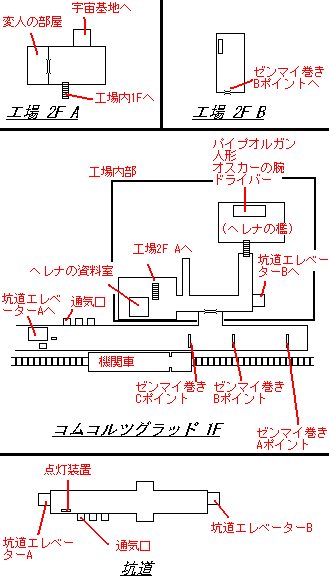 宇宙基地へ
変人の部屋
工場内1Fへ
工場 2F A
ゼンマイ巻き
Bポイントへ
工場 2F B
パイプオルガン
人形
オスカーの腕
ドライバー
工場内部
(ヘレナの檻)
工場2F Aへ
ヘレナの資料室
坑道エレベ
ーターBへ
坑道エレベ
ーターAへ
通気口
機関車
ゼンマイ巻き
Cポイント
ゼンマイ巻き
Bポイント
ゼンマイ巻き
Aポイント
コムコルツグラッド 1F
点灯装置
坑道エレベ
ーターA
通気口
坑道エレベーターB
坑道